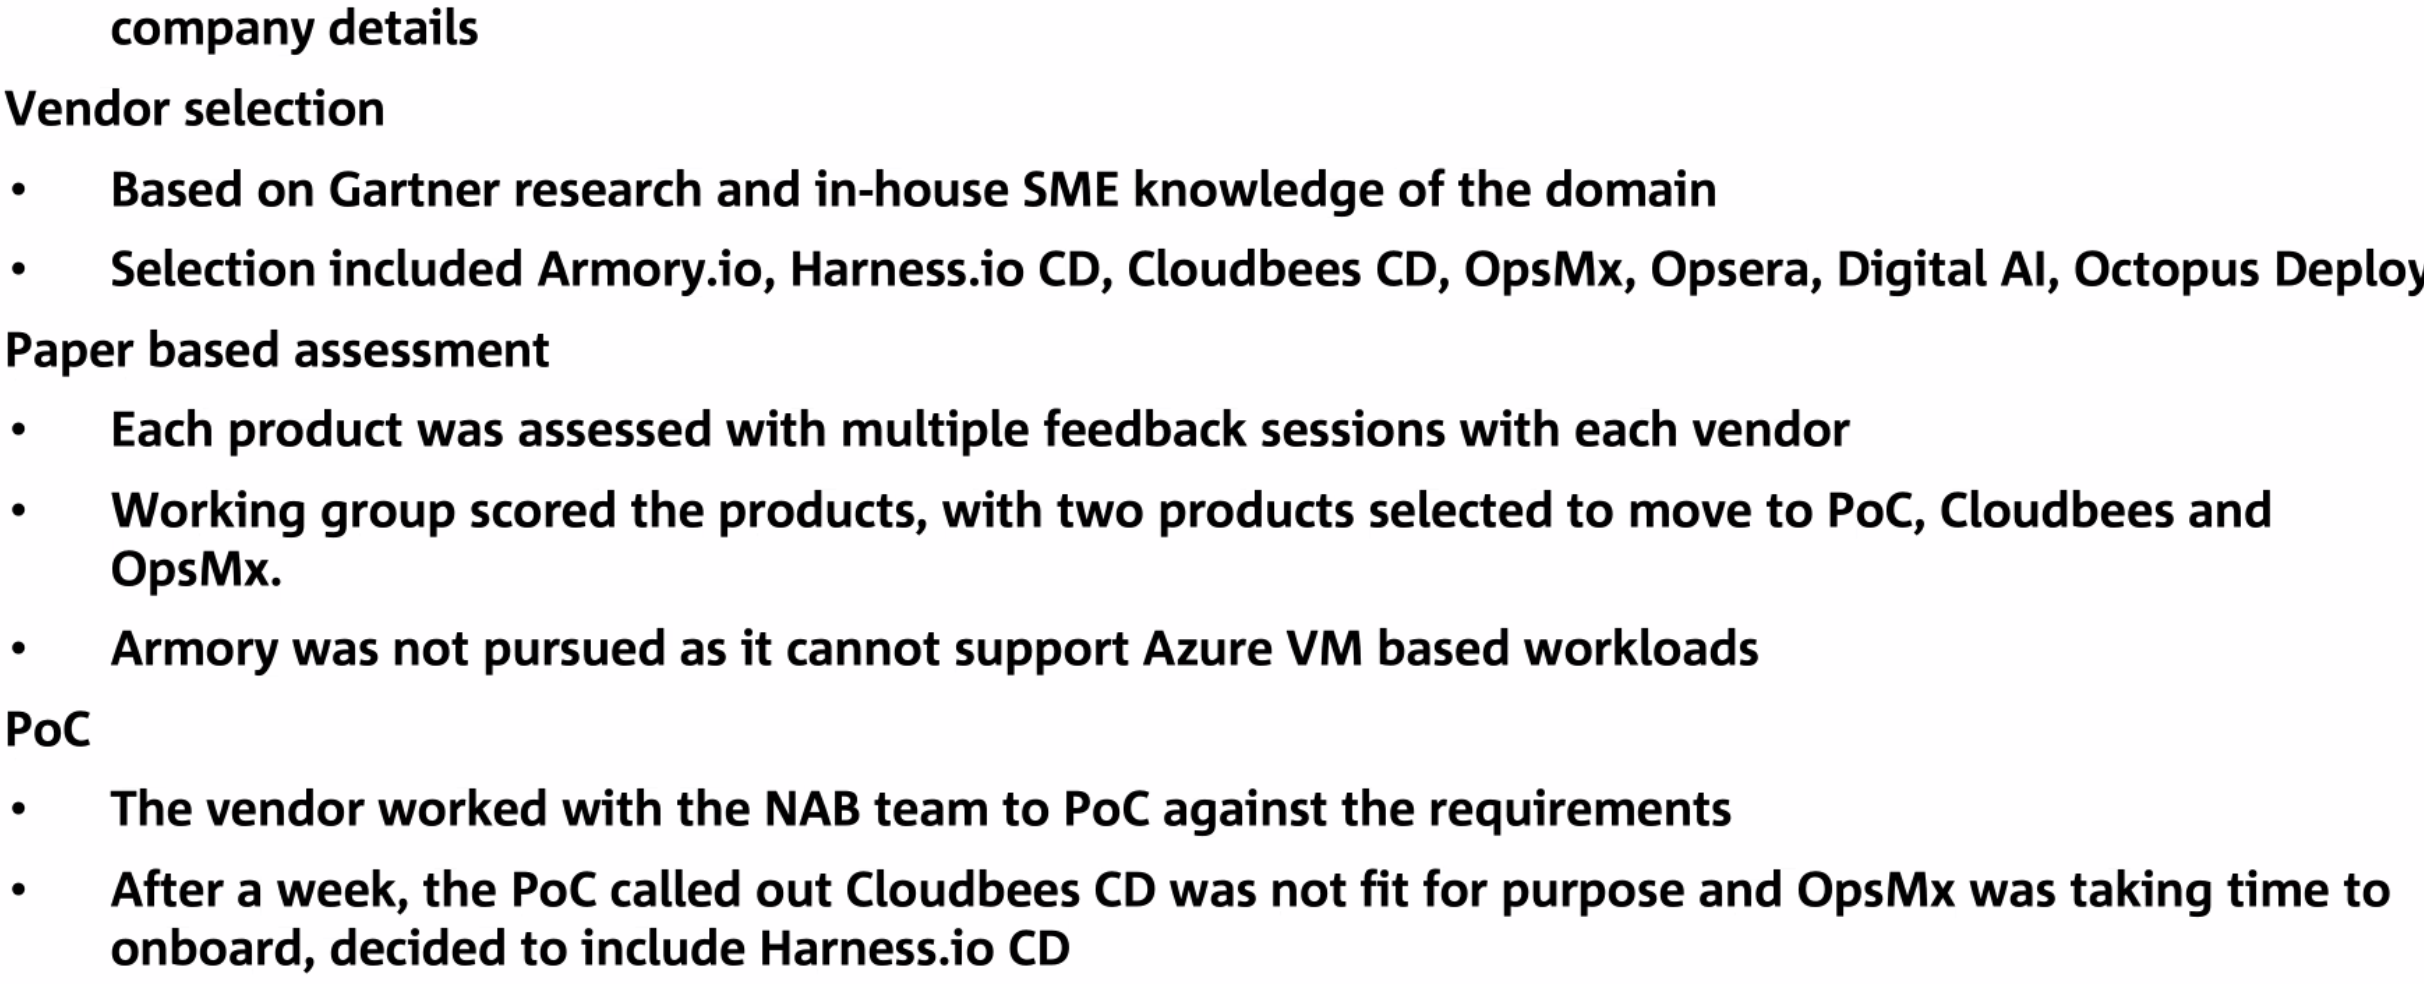 company details
Vendor selection
• Based on Gartner research and in-house SME knowledge of the domain
• Selection included Armory.io, Harness.io CD, Cloudbees CD, OpsMx, Opsera, Digital AI, Octopus Deploy
Paper based assessment
• Each product was assessed with multiple feedback sessions with each vendor
• Working group scored the products, with two products selected to move to PoC, Cloudbees and
OpsMx.
• Armory was not pursued as it cannot support Azure VM based workloads
PoC
• The vendor worked with the NAB team to PoC against the requirements
• After a week, the PoC called out Cloudbees CD was not fit for purpose and OpsMx was taking time to
onboard, decided to include Harness.io CD